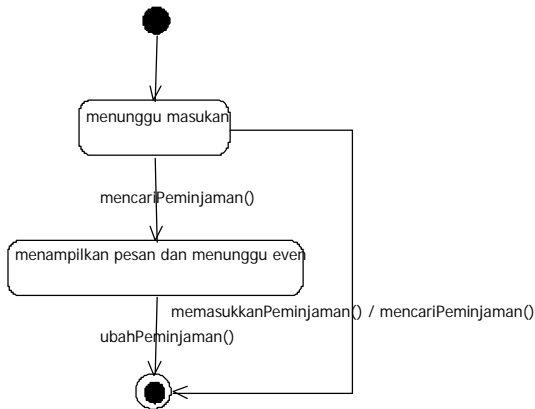 menunggu masukan
mencariPeminjaman()
menampilkan pesan dan menunggu even
memasukkanPeminjaman() / mencariPeminjaman()
ubahPeminjaman()